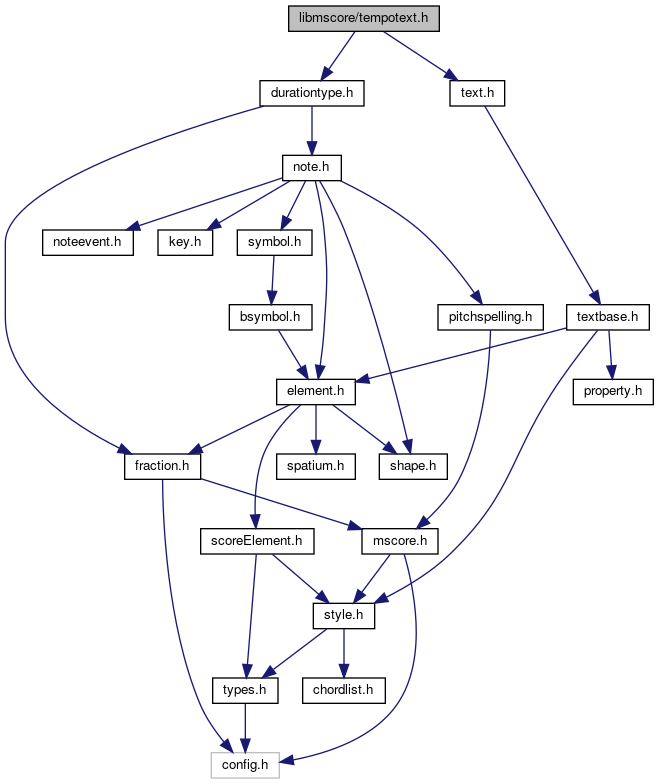 libmscore/tempotext.h
durationtype.h
text.h
note.h
noteevent.h
key.h
symbol.h
bsymbol.h
pitchspelling.h
textbase.h
element.h
property.h
fraction.h
spatium.h
shape.h
scoreElement.h
mscore.h
style.h
types.h
chordlist.h
config.h